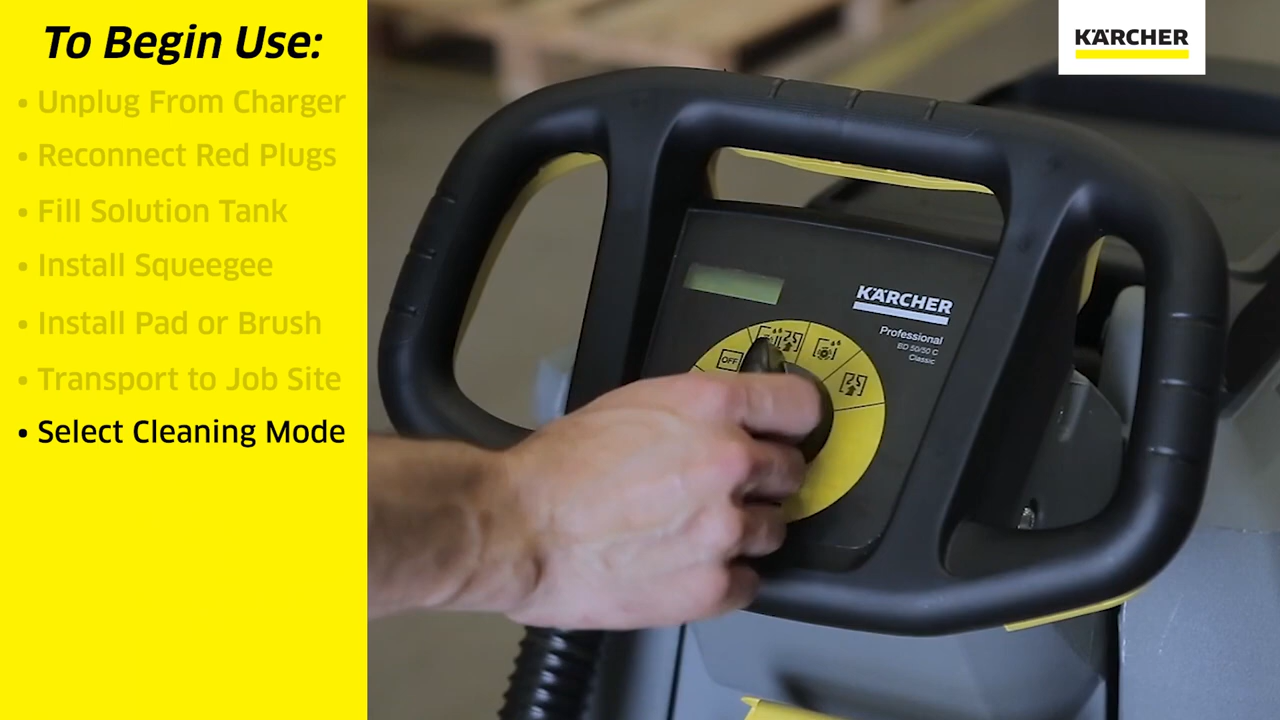 To Begin Use:
• Unplug From Charger
• Reconnect Red Plugs
• Fill Solution Tank
• Install Squeegee
• Install Pad or Brush
• Transport to Job Site
• Select Cleaning Mode
KÄRCHER
KÄRCHER
Professional
BD 50/50 C
Classic
OFF